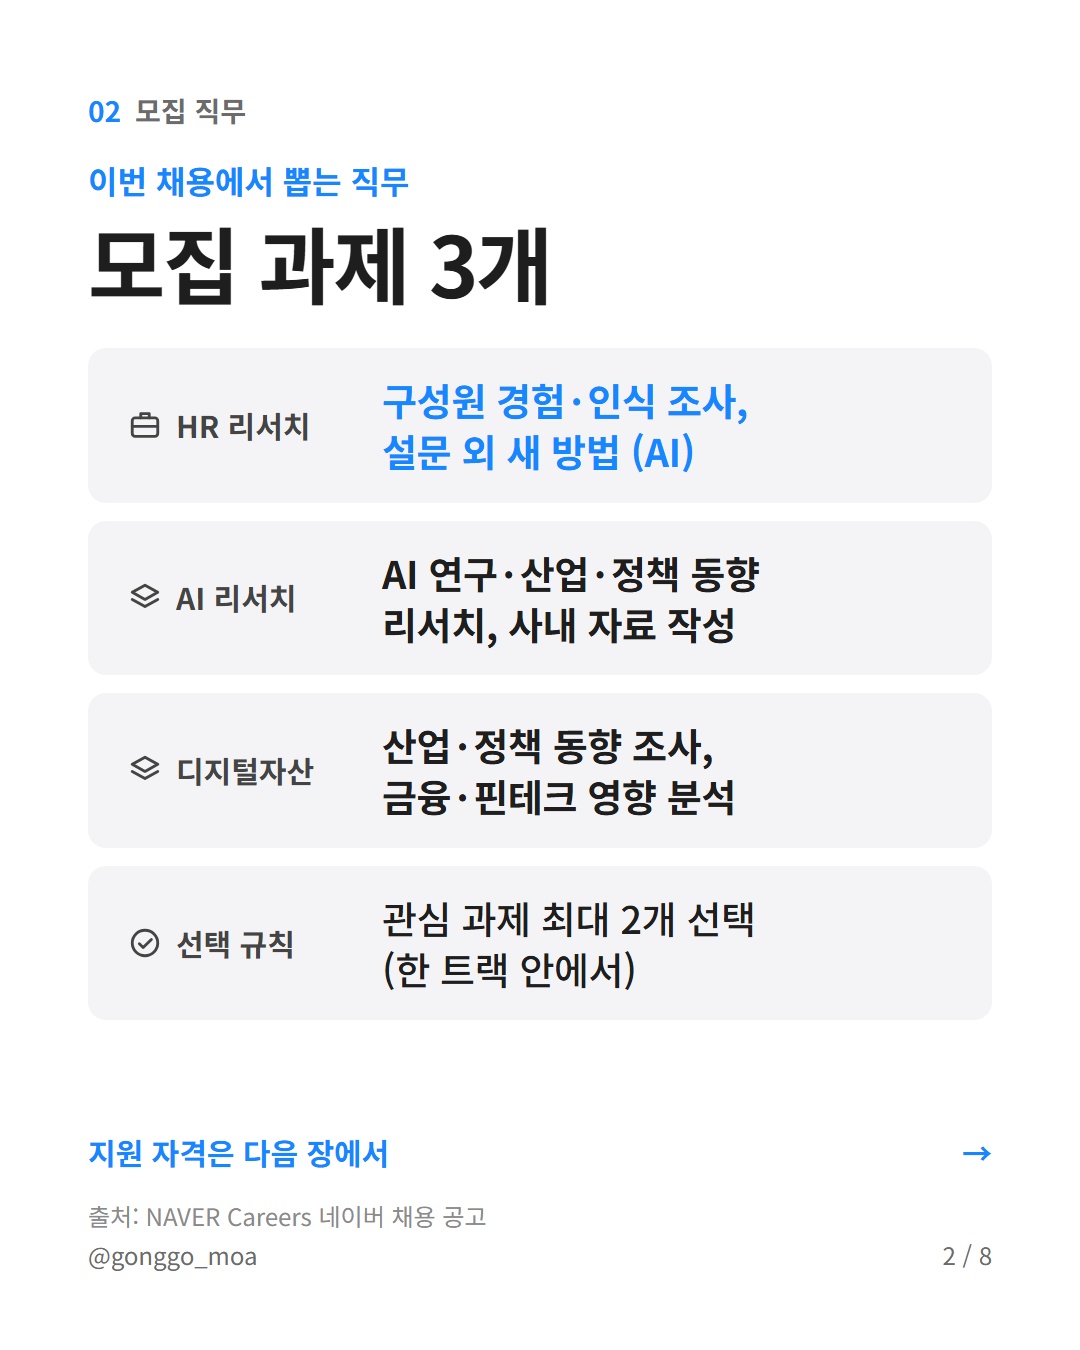 02 모집 직무
이번 채용에서 뽑는 직무
모집 과제 3개
HR 리서치
구성원 경험·인식 조사,
설문 외 새 방법 (AI)
AI 리서치
AI 연구·산업·정책 동향
리서치, 사내 자료 작성
디지털자산
산업·정책 동향 조사,
금융·핀테크 영향 분석
선택 규칙
관심 과제 최대 2개 선택
(한 트랙 안에서)
지원 자격은 다음 장에서 →
출처: NAVER Careers 네이버 채용 공고
@gonggo_moa
2 / 8